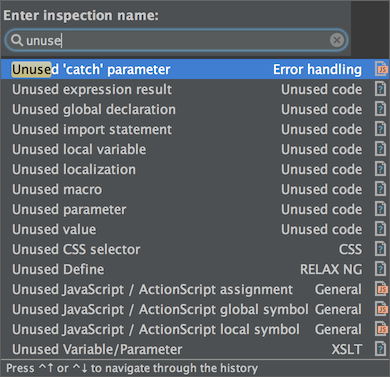 Enter inspection name:
unuse
Unused 'catch' parameter Error handling
Unused expression result Unused code
Unused global declaration Unused code
Unused import statement Unused code
Unused local variable Unused code
Unused localization Unused code
Unused macro Unused code
Unused parameter Unused code
Unused value Unused code
Unused CSS selector CSS
Unused Define RELAX NG
Unused JavaScript / ActionScript assignment General
Unused JavaScript / ActionScript global symbol General
Unused JavaScript / ActionScript local symbol General
Unused Variable/Parameter XSLT
Press ^↑ or ^↓ to navigate through the history